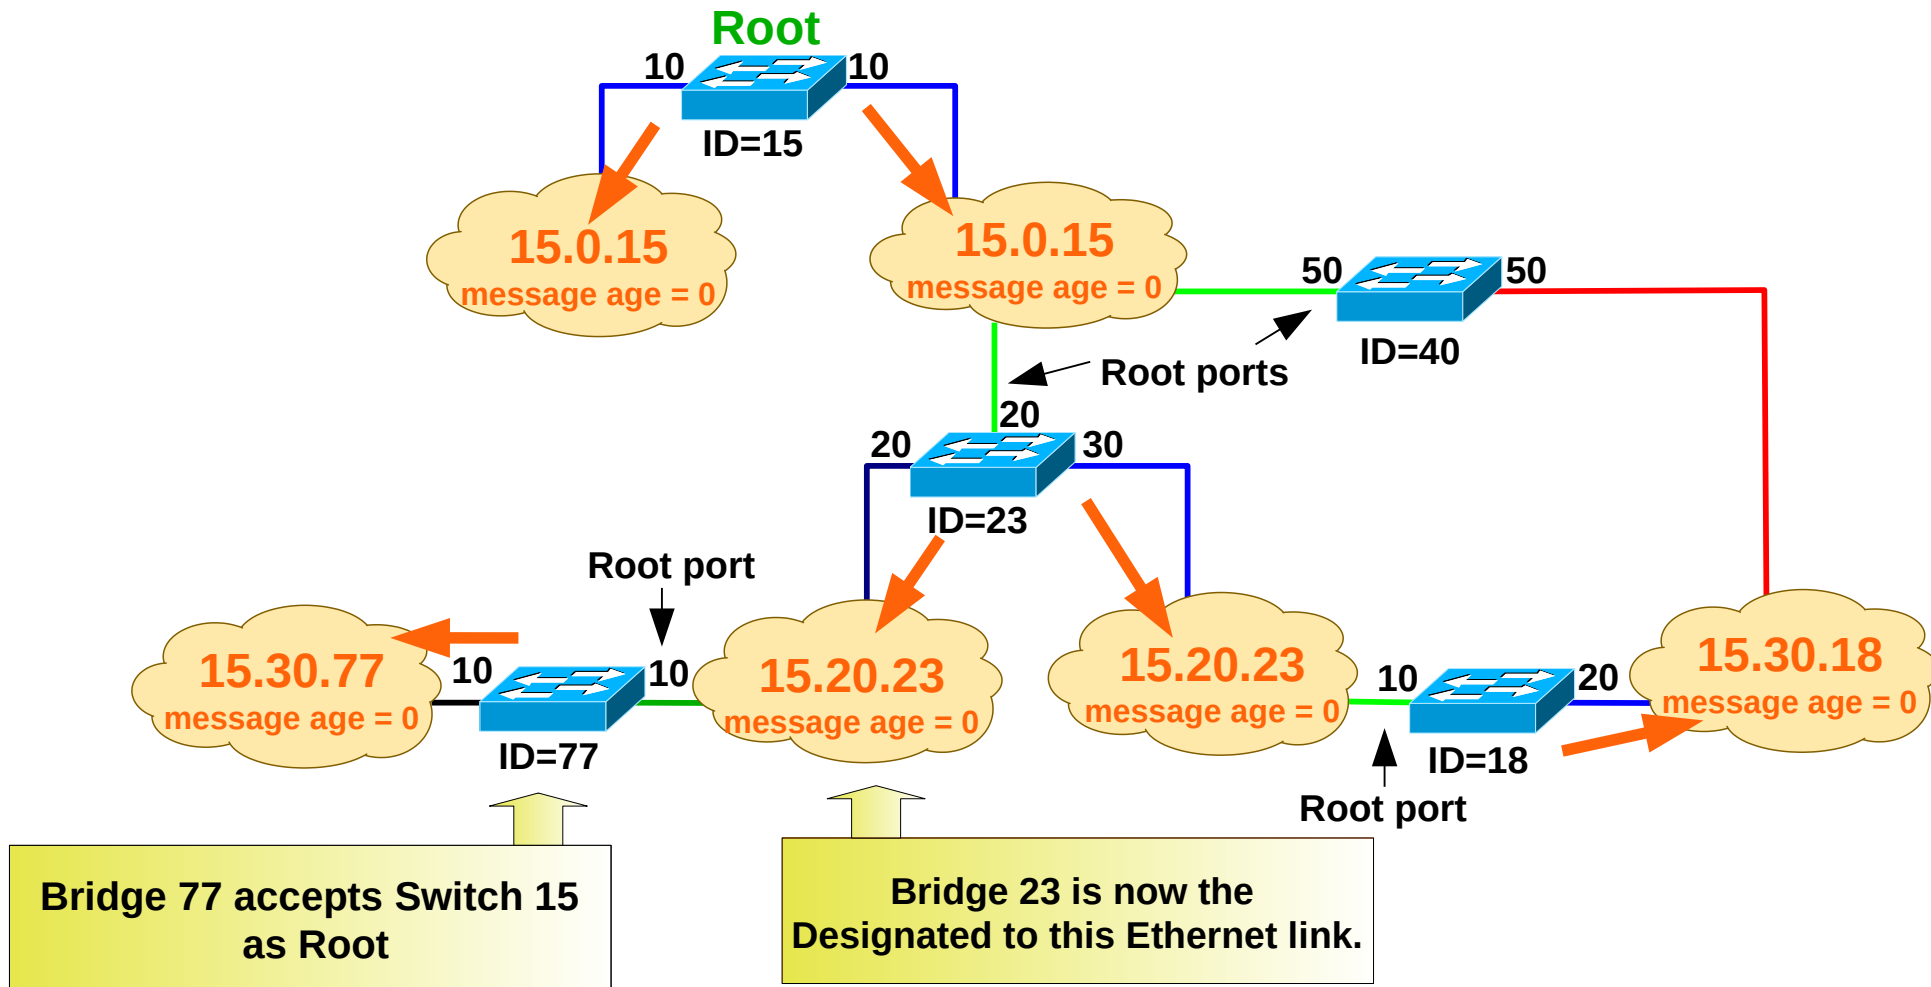 Root
10
10
ID=15
15.0.15
message age = 0
15.0.15
message age = 0
50
50
ID=40
Root ports
20
20
30
ID=23
Root port
15.30.77
message age = 0
10
10
ID=77
15.20.23
message age = 0
15.20.23
message age = 0
10
20
ID=18
15.30.18
message age = 0
Root port
Bridge 77 accepts Switch 15
as Root
Bridge 23 is now the
Designated to this Ethernet link.